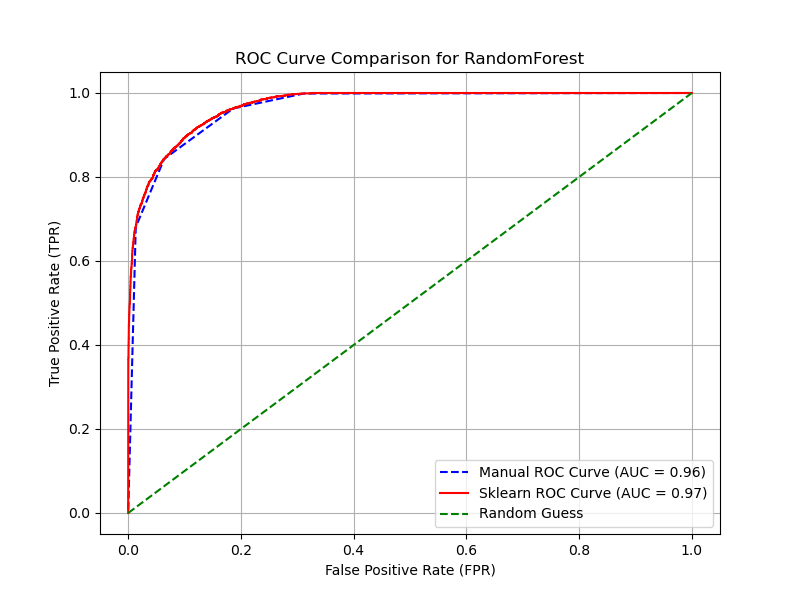 ROC Curve Comparison for RandomForest
1.0
0.8
0.6
0.4
0.2
0.0
True Positive Rate (TPR)
Manual ROC Curve (AUC = 0.96)
Sklearn ROC Curve (AUC = 0.97)
Random Guess
0.0 0.2 0.4 0.6 0.8 1.0
False Positive Rate (FPR)